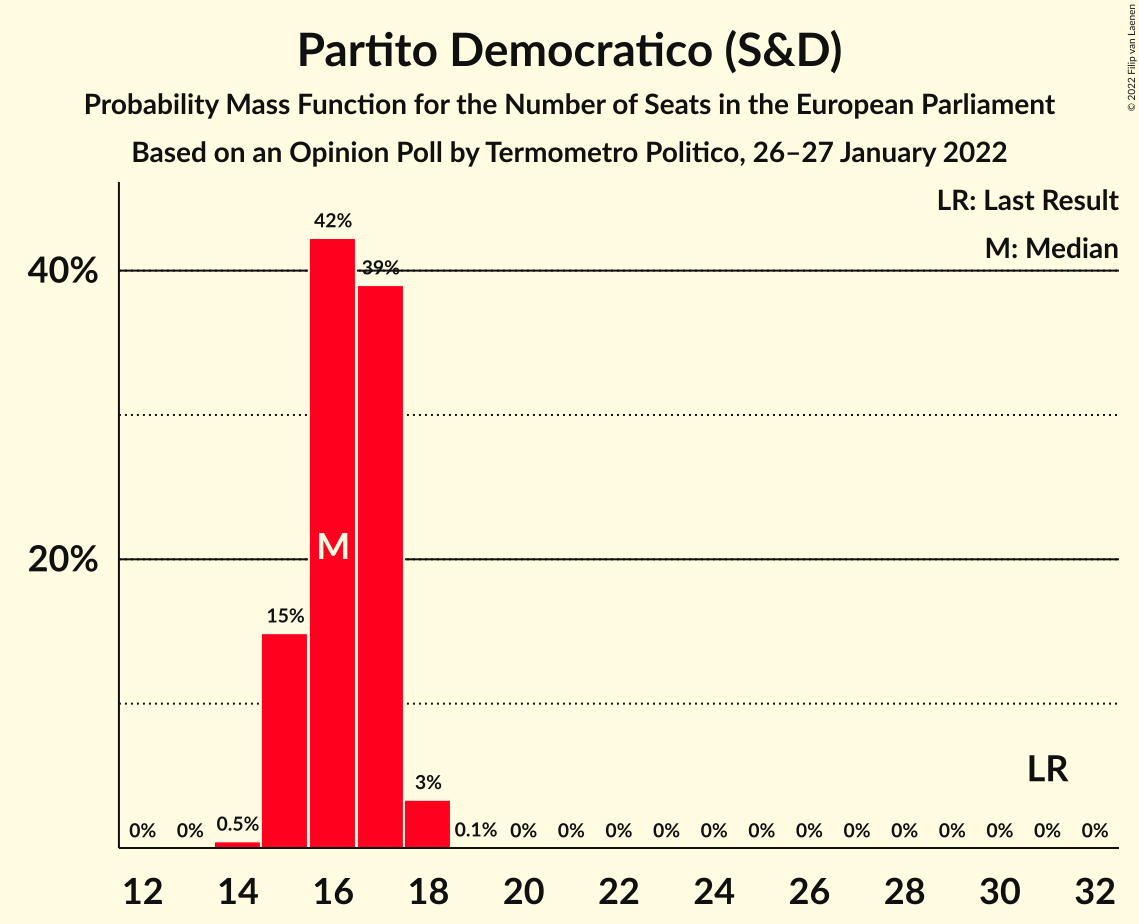 Partito Democratico (S&D)
Probability Mass Function for the Number of Seats in the European Parliament
Based on an Opinion Poll by Termometro Politico, 26–27 January 2022
© 2022 Filip van Laenen
LR: Last Result
M: Median
40%
20%
42%
39%
M
15%
LR
3%
0% 0% 0.5% 0.1% 0% 0% 0% 0% 0% 0% 0% 0% 0% 0% 0% 0% 0%
12 14 16 18 20 22 24 26 28 30 32